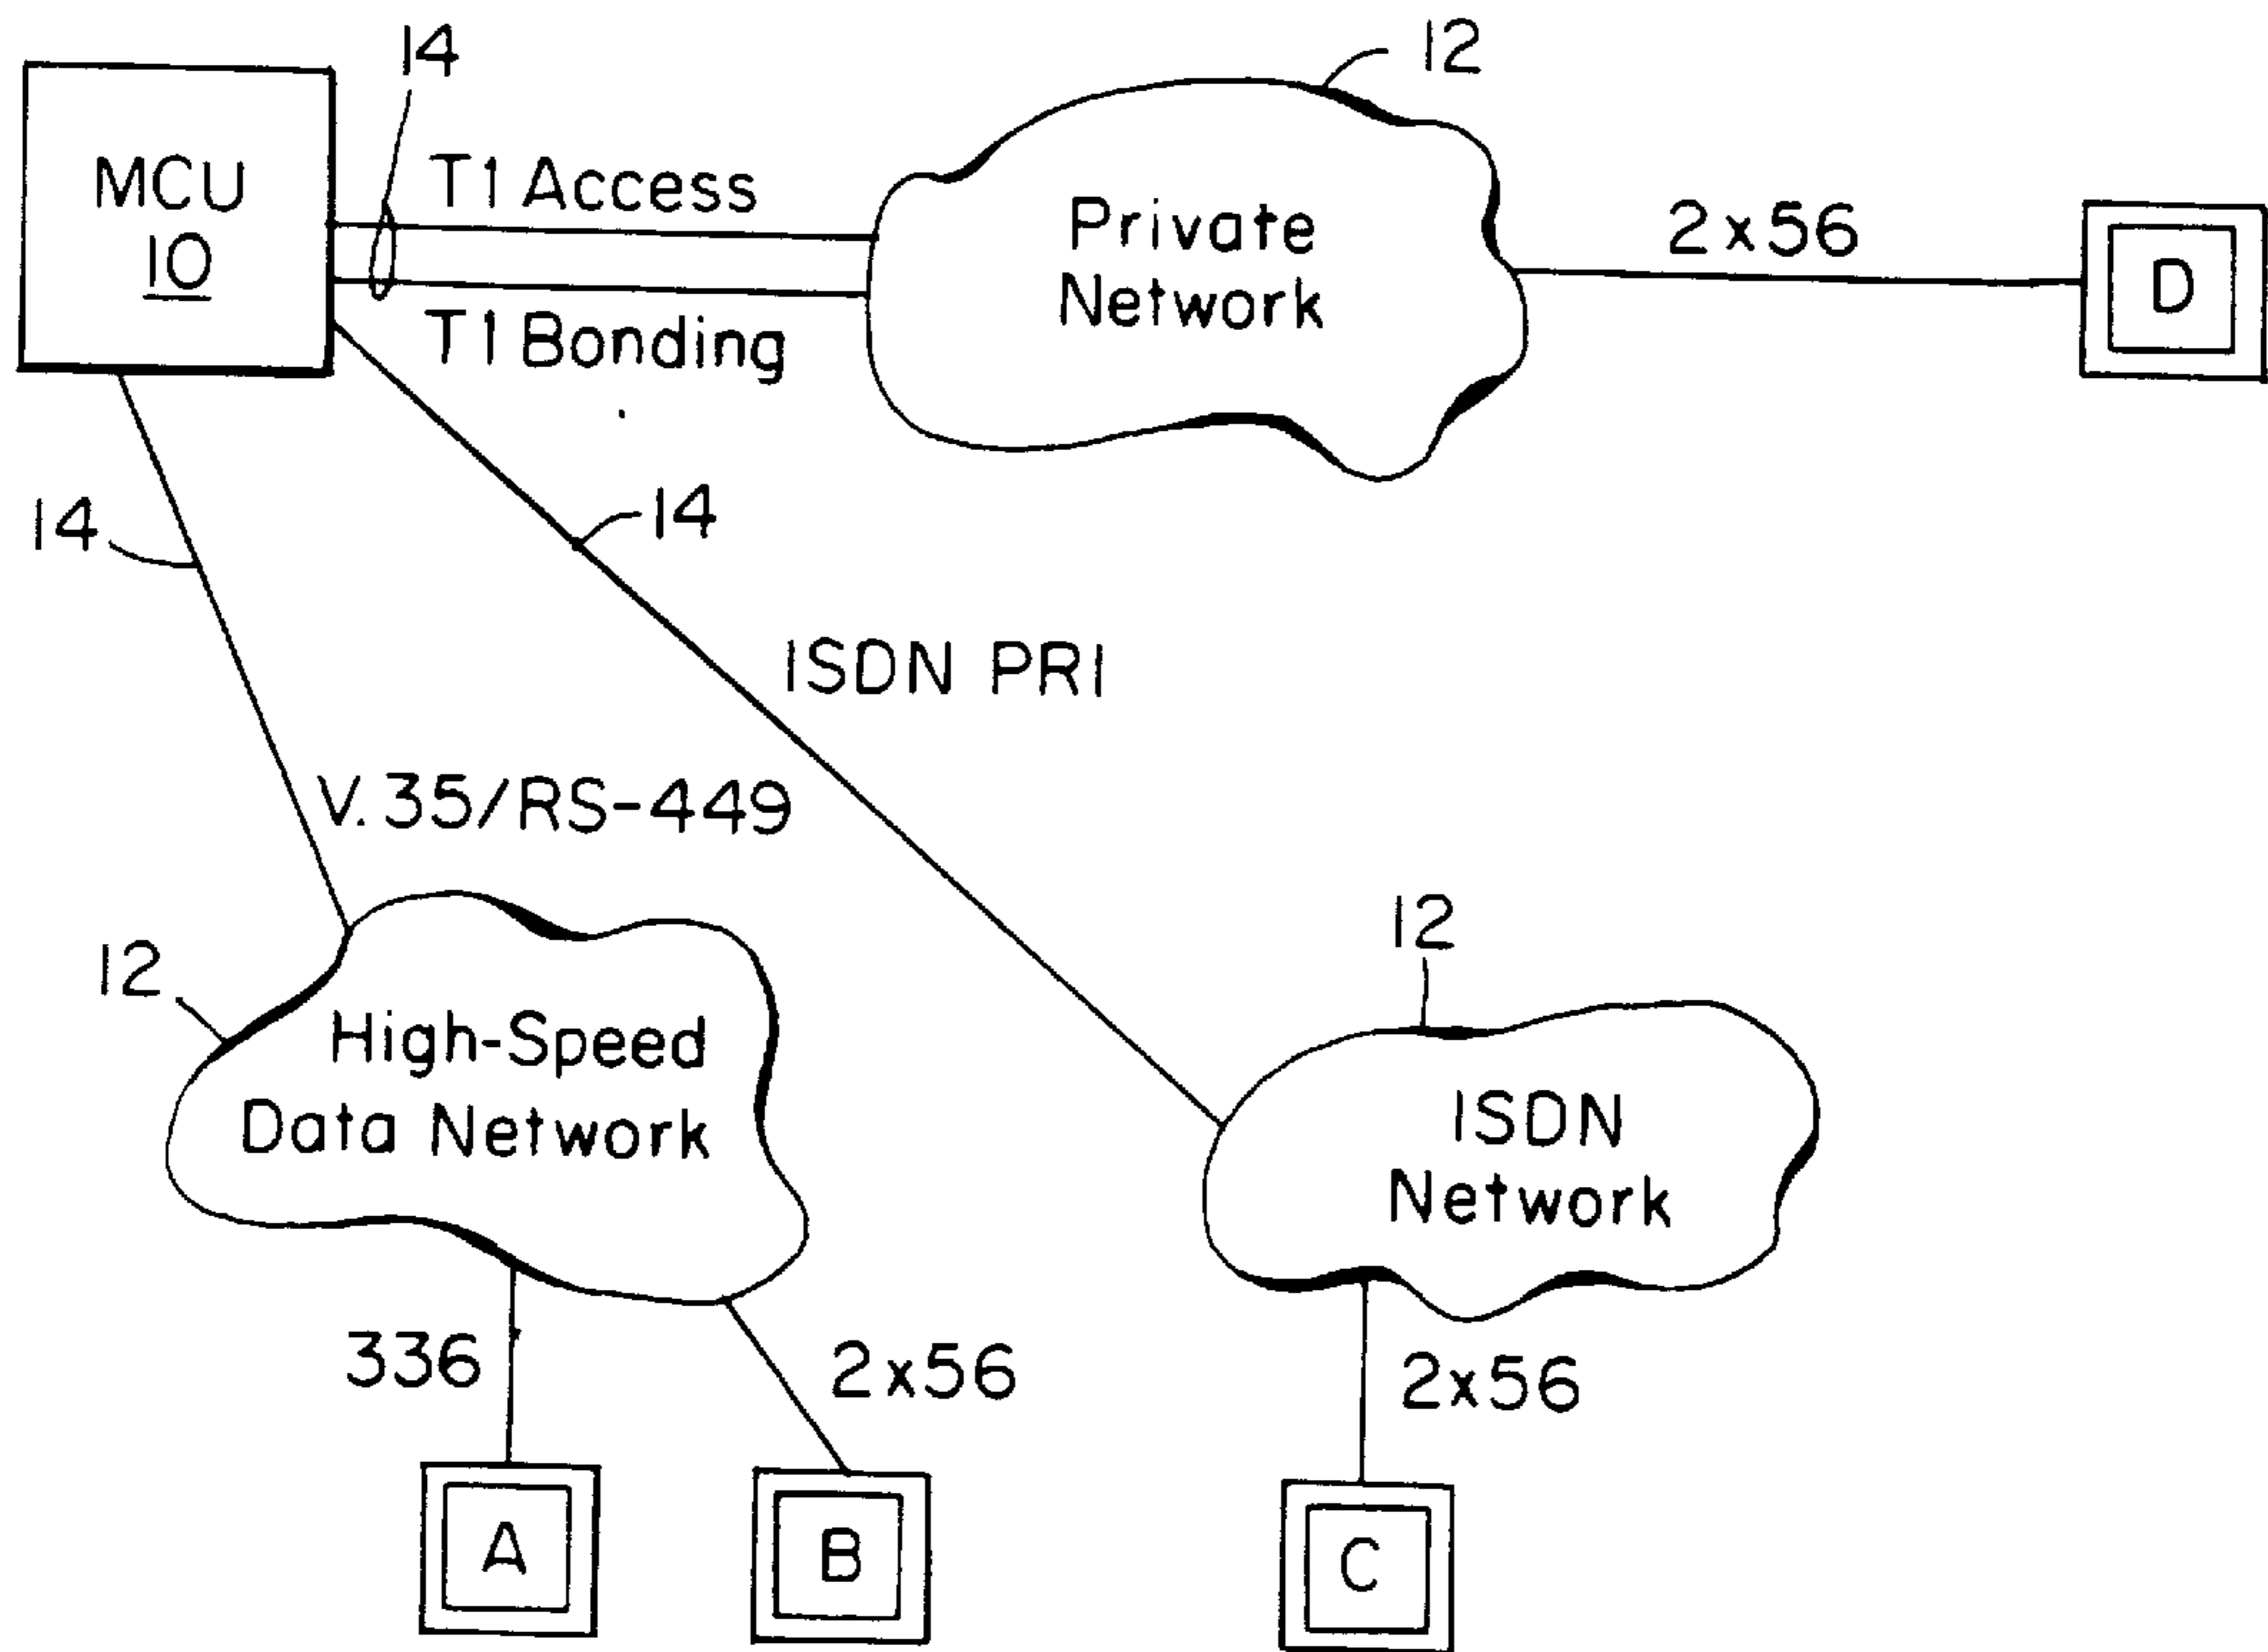 14
12
MCU
10
T1 Access
Private
Network
2x56
D
T1 Bonding
14
14
ISDN PRI
V.35/RS-449
12
12
High-Speed
Data Network
ISDN
Network
336
2x56
2x56
A
B
C